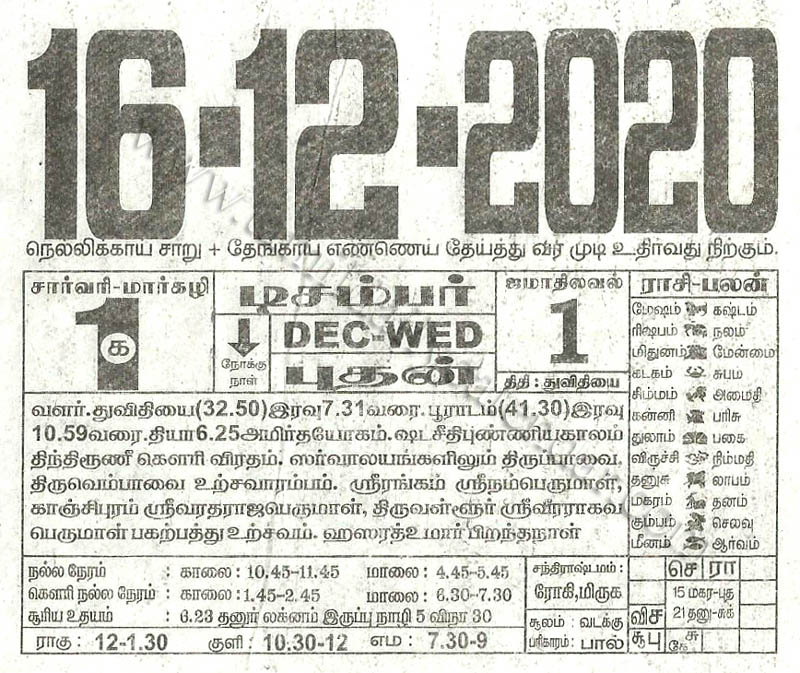 16-12-2020
நெல்லிக்காய் சாறு + தேங்காய் எண்ணெய் தேய்த்து வர முடி உதிர்வது நிற்கும்.
சார்வரி-மார்கழி
1
க
டிசம்பர்
நோக்கு நாள்
DEC-WED
புதன்
ஜமாதிலவல்
1
திதி : துவிதியை
வளர். துவிதியை(32.50)இரவு7.31வரை. பூராடம்(41.30)இரவு
10.59வரை. தியா6.25அமிர்தயோகம். ஷடசீதிபுண்ணியகாலம்
திந்திருணீ கௌரி விரதம். ஸர்வாலயங்களிலும் திருப்பாவை,
திருவெம்பாவை உற்சவாரம்பம். ஸ்ரீரங்கம் ஸ்ரீநம்பெருமாள்,
காஞ்சிபுரம் ஸ்ரீவரதராஜபெருமாள், திருவள்ளூர் ஸ்ரீவீரராகவ
பெருமாள் பகற்பத்து உற்சவம். ஹஸரத்உமார் பிறந்தநாள்
ராசி-பலன்
மேஷம் கஷ்டம்
ரிஷபம் நலம்
மிதுனம் மேன்மை
கடகம் சுபம்
சிம்மம் அமைதி
கன்னி பரிசு
துலாம் பகை
விருச்சி நிம்மதி
தனுசு லாபம்
மகரம் தனம்
கும்பம் செலவு
மீனம் ஆர்வம்
நல்ல நேரம் : காலை : 10.45-11.45 மாலை : 4.45-5.45
கௌரி நல்ல நேரம் : காலை : 1.45-2.45 மாலை : 6.30-7.30
சூரிய உதயம் : 6.23 தனூர் லக்னம் இருப்பு நாழி 5 விநா 30
ராகு : 12-1.30 குளி : 10.30-12 எம : 7.30-9
சந்திராஷ்டமம் :
ரோகி,மிருக
சூலம் : வடக்கு
பரிகாரம் : பால்
செ ரா
15 மகர-புத
விச 21 தனு-சுக்
சூபு சு கே